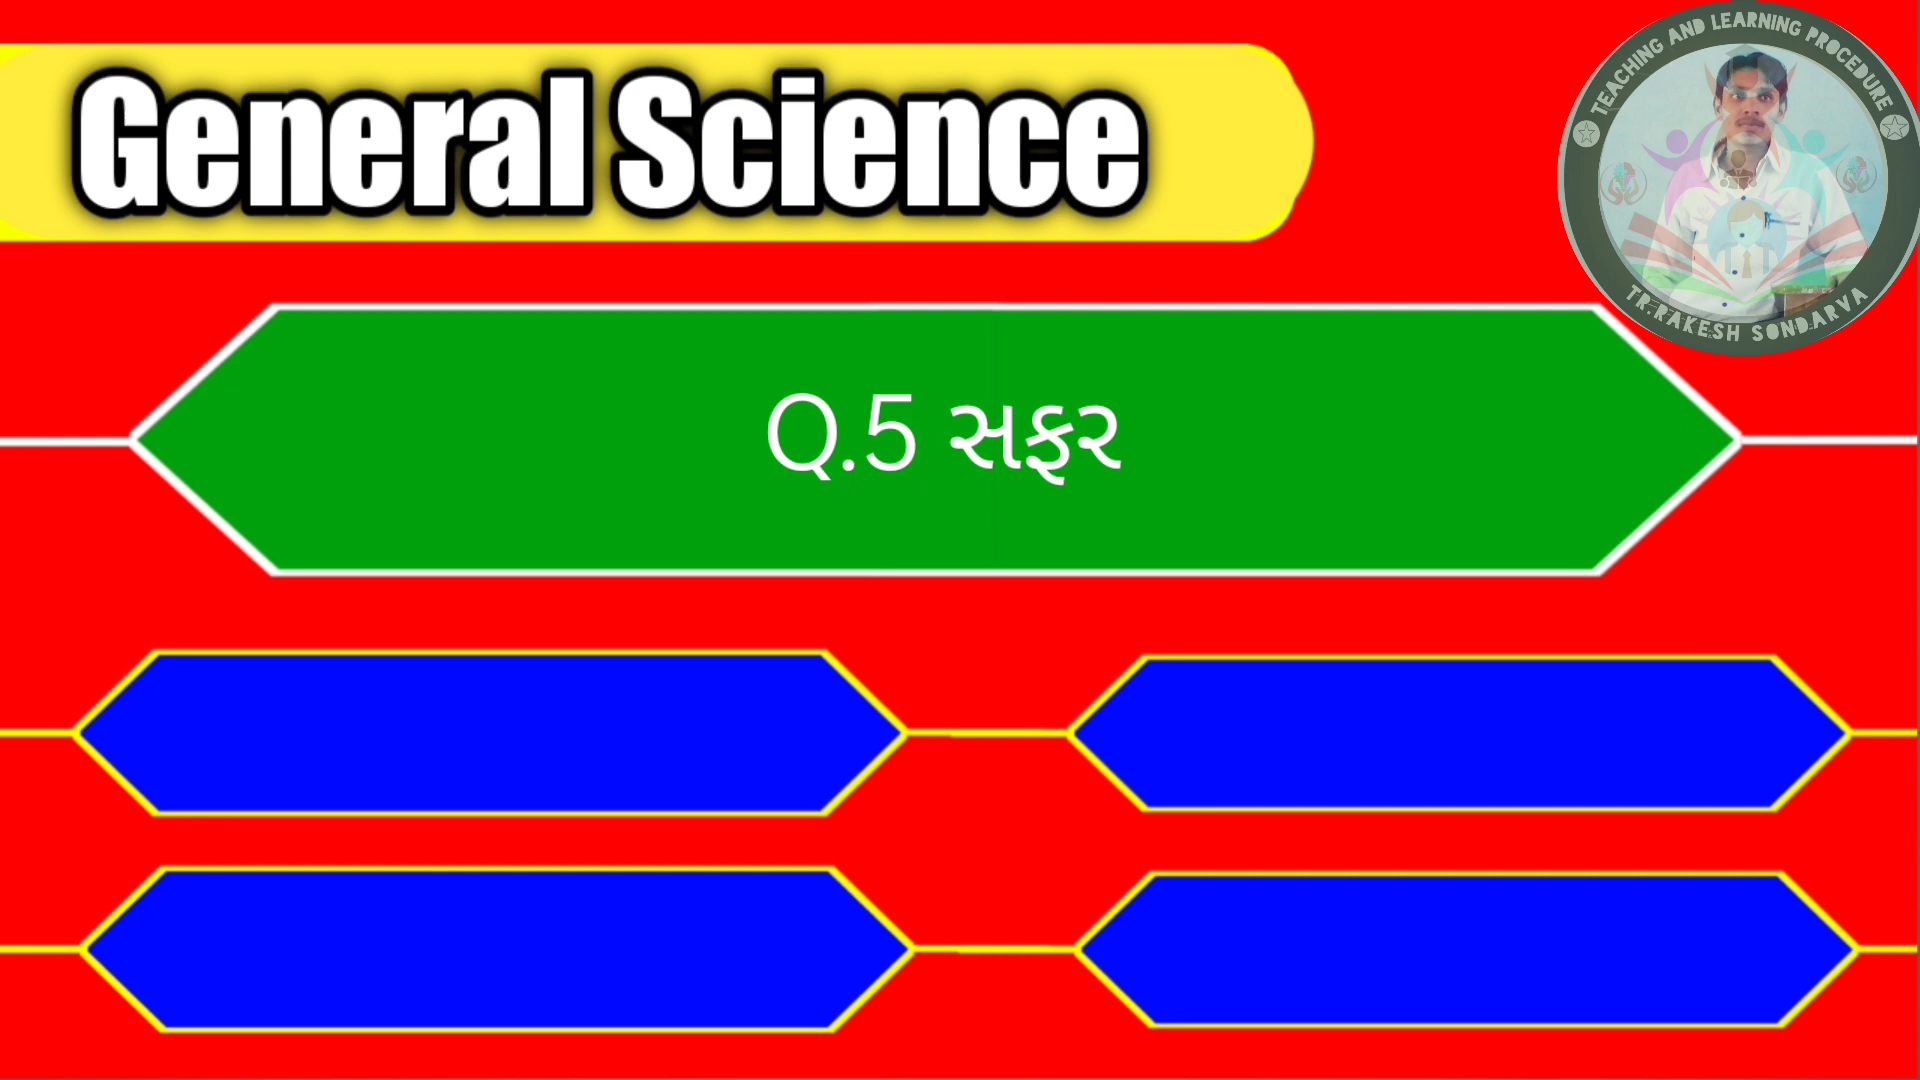 General Science
TEACHING AND LEARNING PROCEDURE
TR.RAKESH SONDARVA
Q.5 સફર